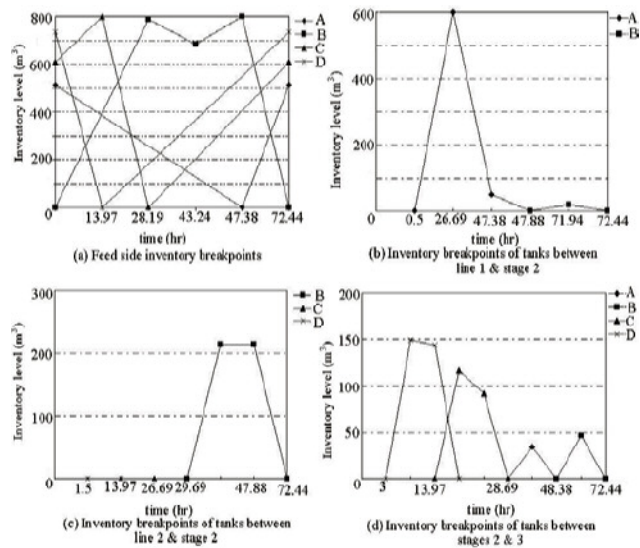 800
600
400
200
0
Inventory level (m³)
13.97 28.19 43.24 47.38 72.44
time (hr)
(a) Feed side inventory breakpoints
A
B
C
D
600
400
200
0
Inventory level (m³)
0.5 26.69 47.38 47.88 71.94 72.44
time (hr)
(b) Inventory breakpoints of tanks between
line 1 & stage 2
A
B
300
200
100
0
Inventory level (m³)
1.5 13.97 26.69 29.69 47.88 72.44
time (hr)
(c) Inventory breakpoints of tanks between
line 2 & stage 2
B
C
D
200
150
100
50
0
Inventory level (m³)
3 13.97 28.69 48.38 72.44
time (hr)
(d) Inventory breakpoints of tanks between
stages 2 & 3
A
B
C
D